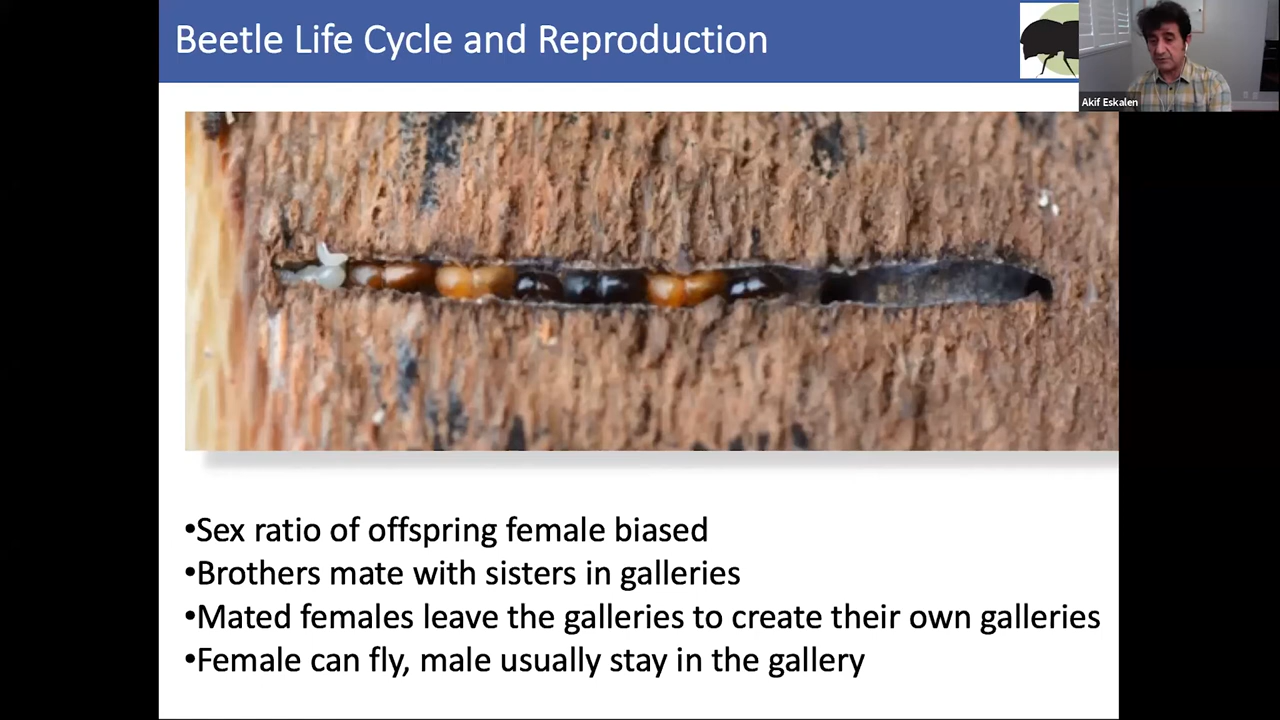 Beetle Life Cycle and Reproduction
Akif Eskalen
•Sex ratio of offspring female biased
•Brothers mate with sisters in galleries
•Mated females leave the galleries to create their own galleries
•Female can fly, male usually stay in the gallery